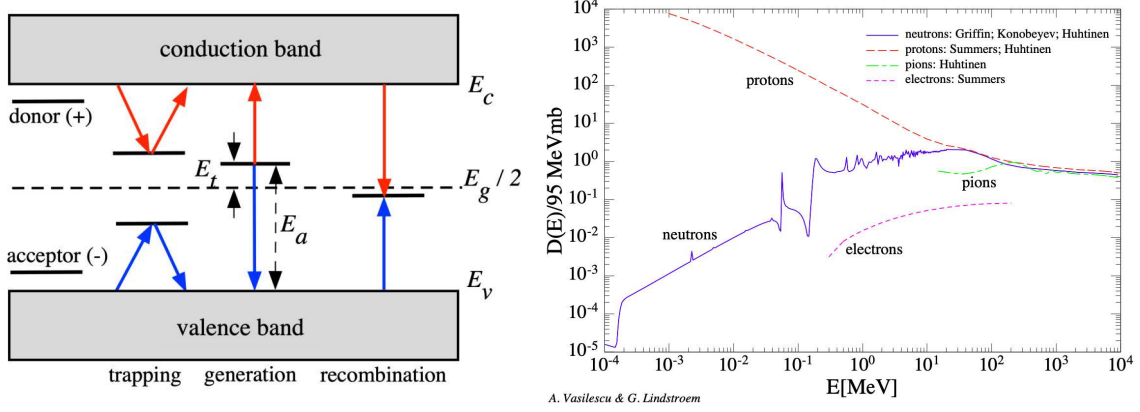 conduction band
E_c
donor (+)
E_t
E_g / 2
E_a
acceptor (-)
E_v
valence band
trapping generation recombination
D(E)/95 MeVmb
10^4
10^3
10^2
10^1
10^0
10^-1
10^-2
10^-3
10^-4
10^-5
neutrons: Griffin; Konobeyev; Huhtinen
protons: Summers; Huhtinen
pions: Huhtinen
electrons: Summers
protons
pions
neutrons
electrons
10^-4 10^-3 10^-2 10^-1 10^0 10^1 10^2 10^3 10^4
E[MeV]
A. Vasilescu & G. Lindstroem